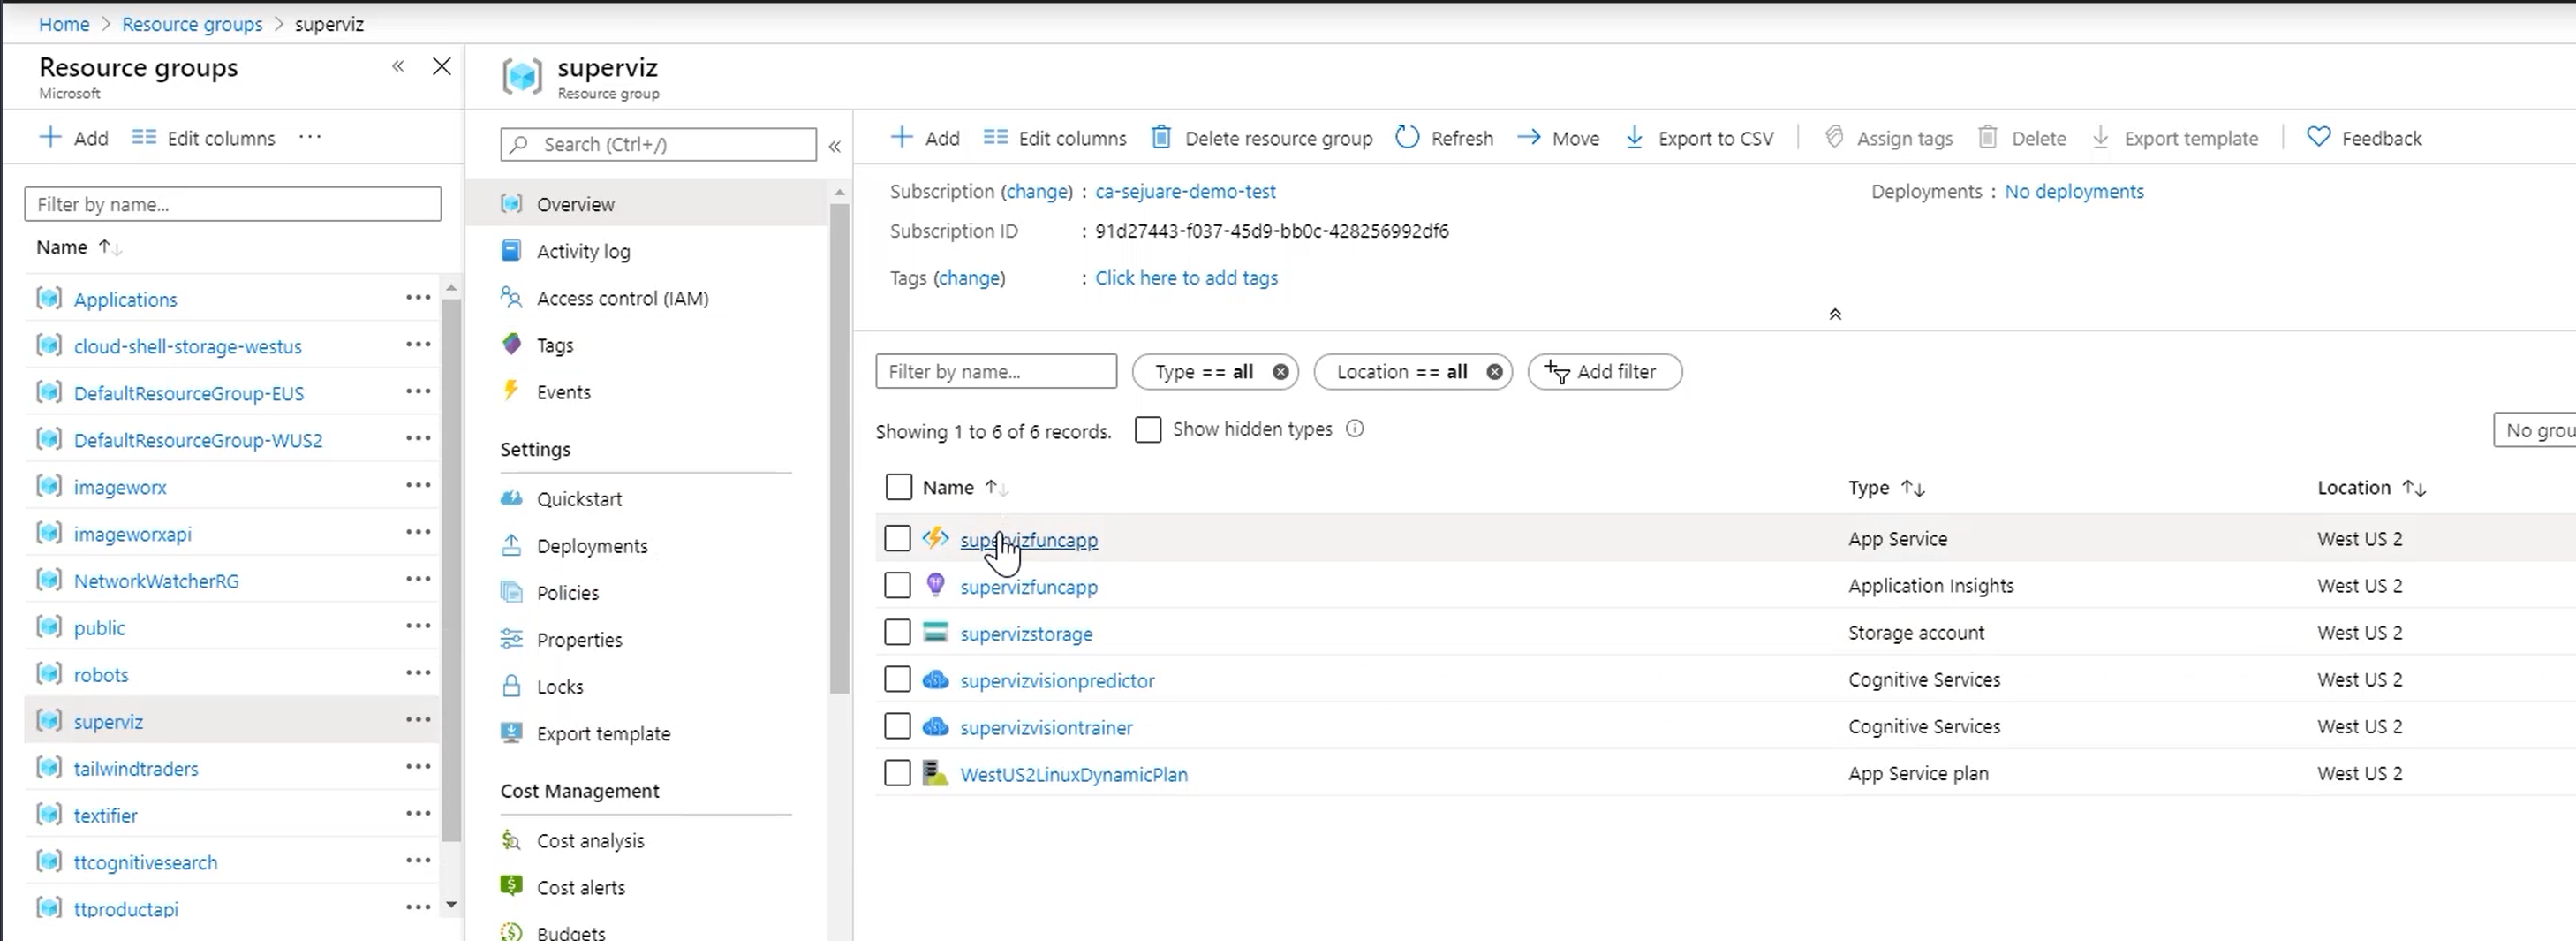 Home > Resource groups > superviz
Resource groups
Microsoft
Add Edit columns ...
Filter by name...
Name
Applications
cloud-shell-storage-westus
DefaultResourceGroup-EUS
DefaultResourceGroup-WUS2
imageworx
imageworxapi
NetworkWatcherRG
public
robots
superviz
tailwindtraders
textifier
ttcognitivesearch
ttproductapi
superviz
Resource group
Search (Ctrl+/)
Overview
Activity log
Access control (IAM)
Tags
Events
Settings
Quickstart
Deployments
Policies
Properties
Locks
Export template
Cost Management
Cost analysis
Cost alerts
Budgets
Add Edit columns Delete resource group Refresh Move Export to CSV Assign tags Delete Export template Feedback
Subscription (change) : ca-sejuare-demo-test Deployments : No deployments
Subscription ID : 91d27443-f037-45d9-bb0c-428256992df6
Tags (change) : Click here to add tags
Filter by name... Type == all Location == all Add filter
Showing 1 to 6 of 6 records. Show hidden types No grou
Name Type Location
supervizfuncapp App Service West US 2
supervizfuncapp Application Insights West US 2
supervizstorage Storage account West US 2
supervizvisionpredictor Cognitive Services West US 2
supervizvisiontrainer Cognitive Services West US 2
WestUS2LinuxDynamicPlan App Service plan West US 2